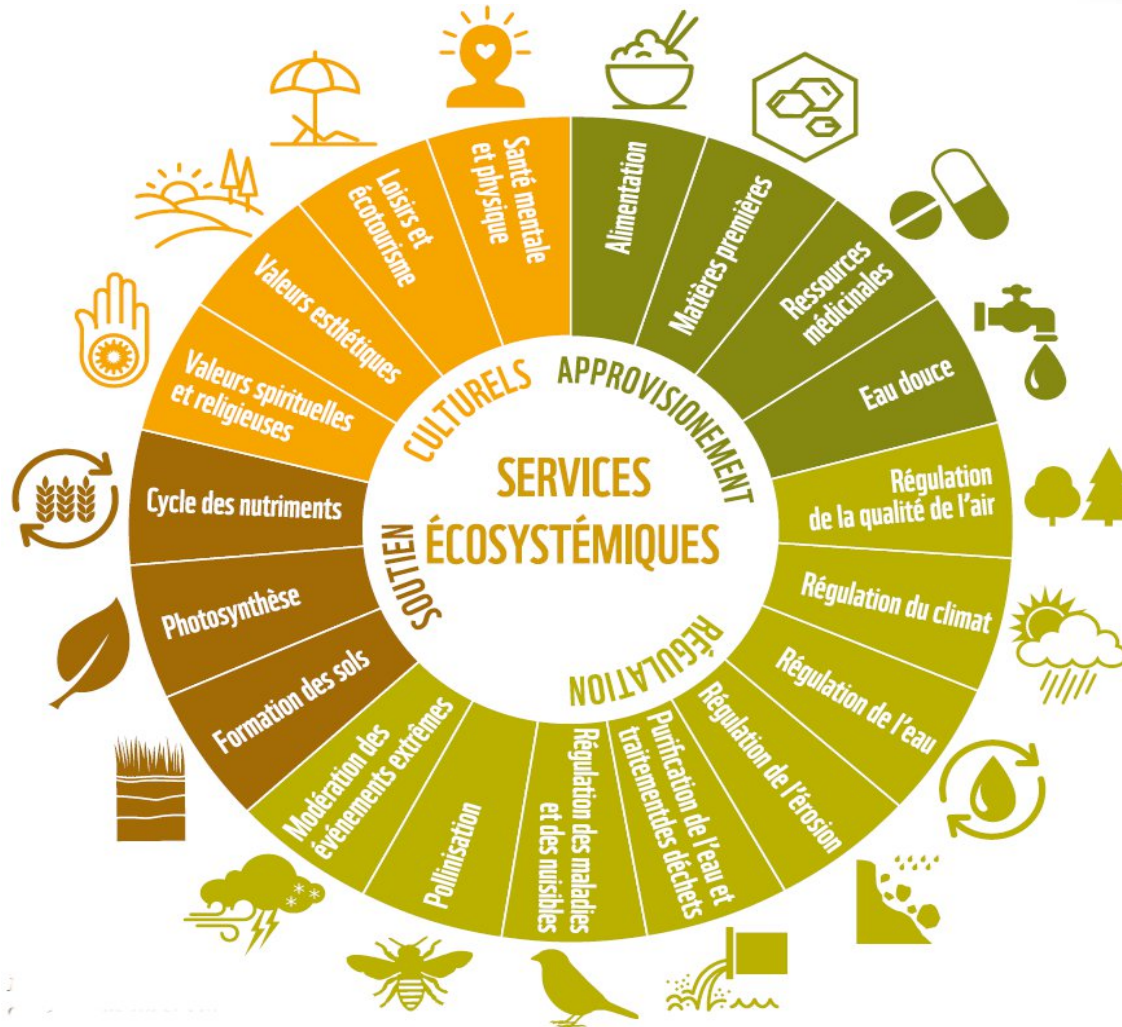 SERVICES
ÉCOSYSTÉMIQUES
APPROVISIONEMENT
Alimentation
Matières premières
Ressources
médicinales
Eau douce
RÉGULATION
Régulation
de la qualité de l'air
Régulation du climat
Régulation de l'eau
Régulation de l'érosion
Purification de l'eau et
traitementdes déchets
Régulation des maladies
et des nuisibles
Pollinisation
Modération des
événements extrêmes
SOUTIEN
Formation des sols
Photosynthèse
Cycle des nutriments
CULTURELS
Valeurs spirituelles
et religieuses
Valeurs esthétiques
Loisirs et
écotourisme
Santé mentale
et physique